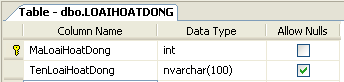 Table - dbo.LOAIHOATDONG
Column Name Data Type Allow Nulls
MaLoaiHoatDong int
TenLoaiHoatDong nvarchar(100)